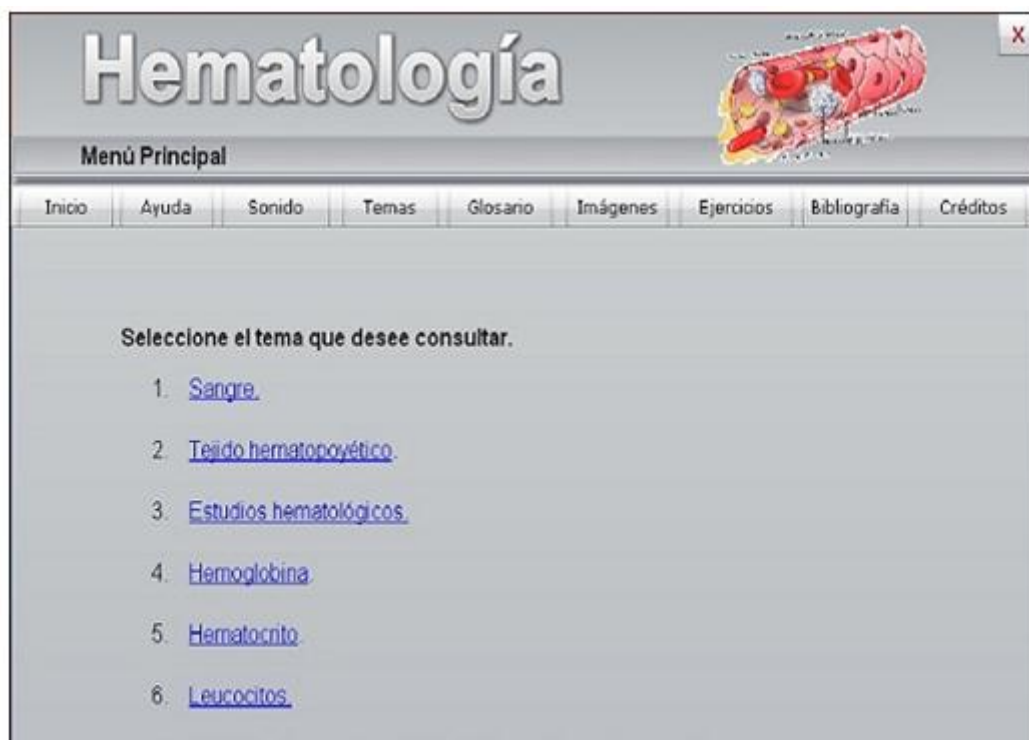 Hematología
X
Menú Principal
Inicio Ayuda Sonido Temas Glosario Imágenes Ejercicios Bibliografía Créditos
Seleccione el tema que desee consultar.
1. Sangre.
2. Tejido hematopoyético.
3. Estudios hematológicos.
4. Hemoglobina.
5. Hematocrito.
6. Leucocitos.